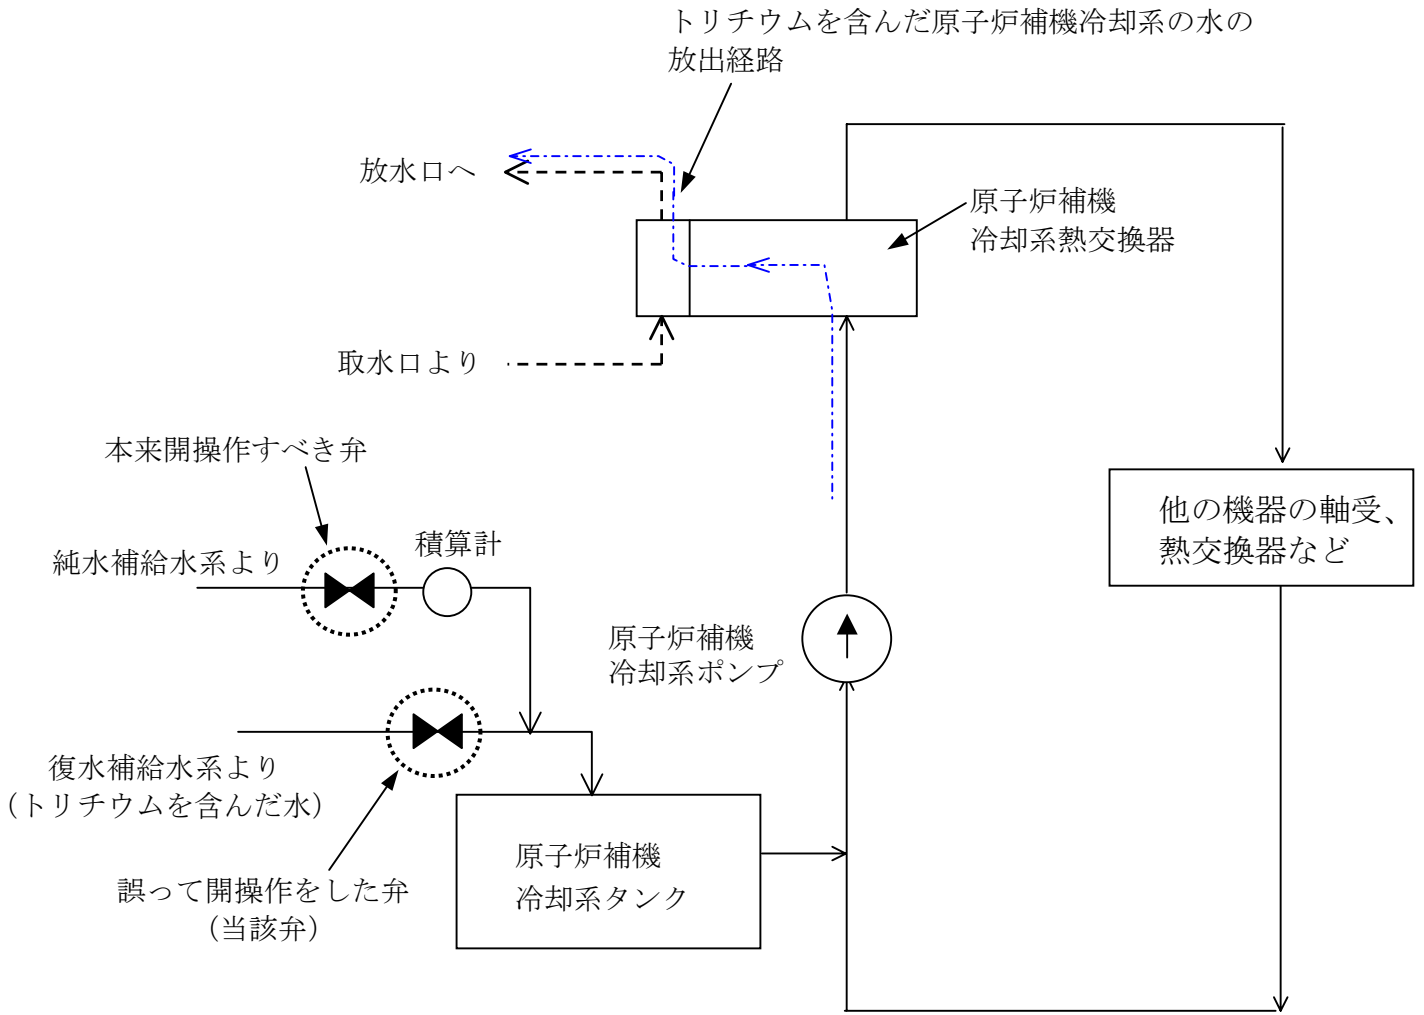 トリチウムを含んだ原子炉補機冷却系の水の
放出経路
放水口へ
原子炉補機
冷却系熱交換器
取水口より
本来開操作すべき弁
積算計
純水補給水系より
他の機器の軸受、
熱交換器など
原子炉補機
冷却系ポンプ
復水補給水系より
（トリチウムを含んだ水）
原子炉補機
冷却系タンク
誤って開操作をした弁
（当該弁）